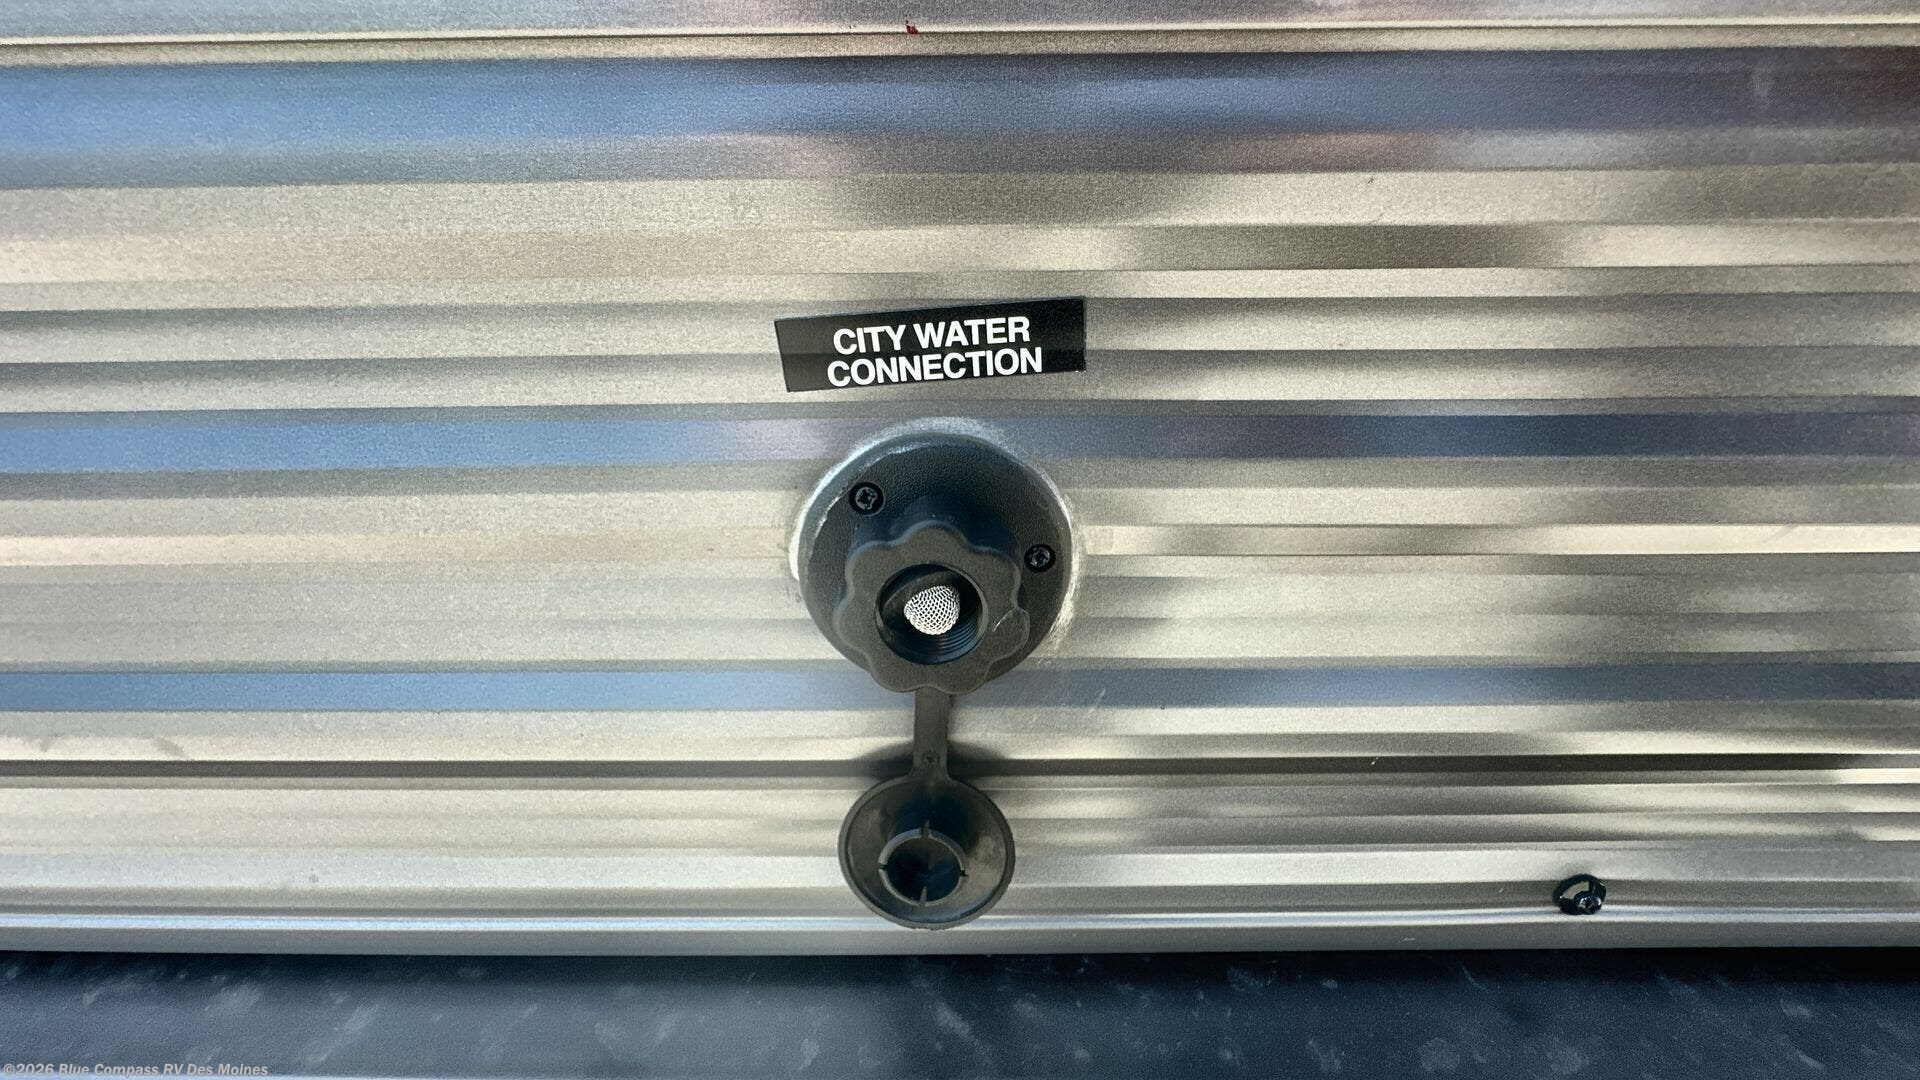 CITY WATER
CONNECTION
©2026 Blue Compass RV Des Moines